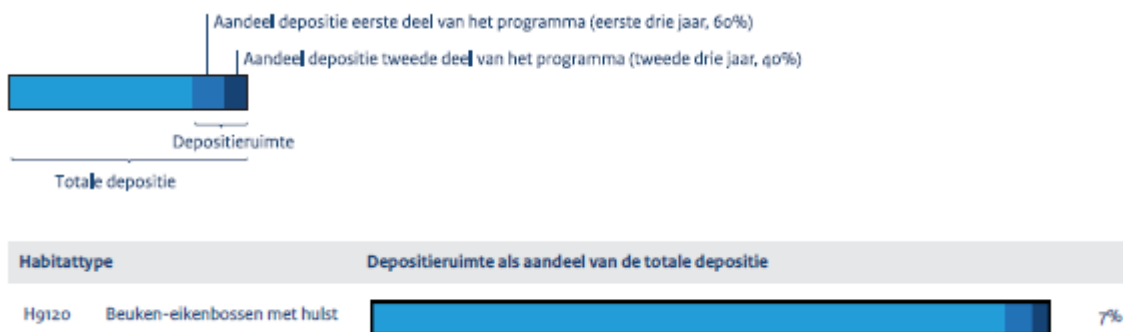 Aandeel depositie eerste deel van het programma (eerste drie jaar, 60%)
Aandeel depositie tweede deel van het programma (tweede drie jaar, 40%)
Depositieruimte
Totale depositie
Habitattype Depositieruimte als aandeel van de totale depositie
H9120 Beuken-eikenbossen met hulst 7%